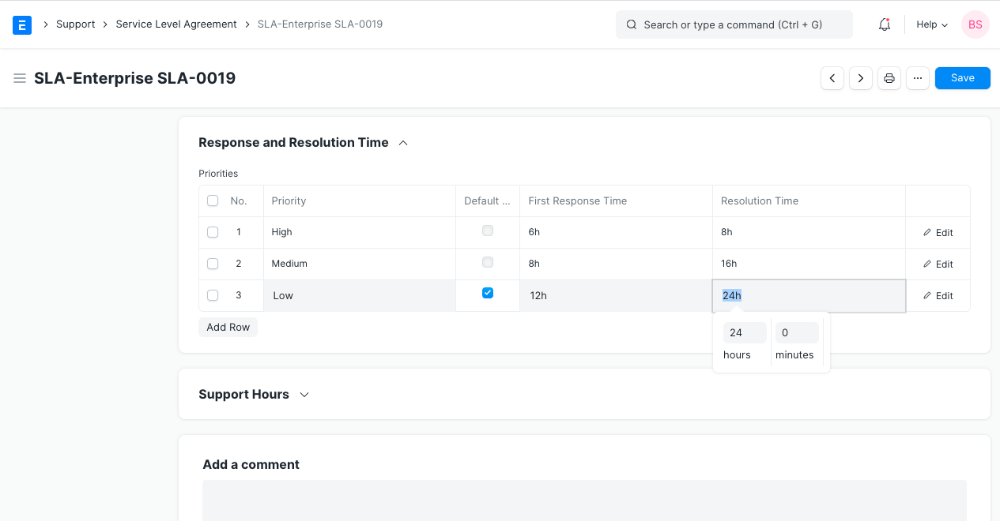 E Support Service Level Agreement SLA-Enterprise SLA-0019 Search or type a command (Ctrl + G) Help BS
SLA-Enterprise SLA-0019 ... Save
Response and Resolution Time
Priorities
No. Priority Default ... First Response Time Resolution Time
1 High 6h 8h Edit
2 Medium 8h 16h Edit
3 Low 12h 24h Edit
Add Row
24 0
hours minutes
Support Hours
Add a comment